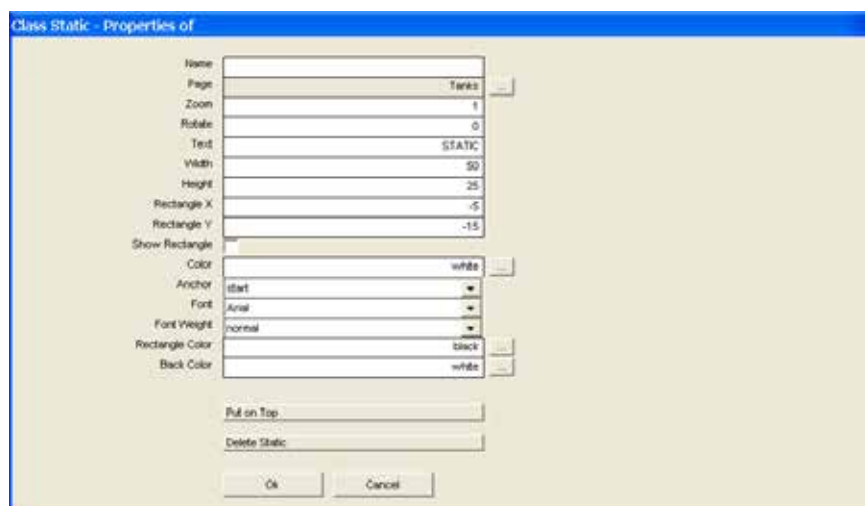 Class Static - Properties of
Name
Page Tanks ...
Zoom 1
Rotate 0
Text STATIC
Width 50
Height 25
Rectangle X -5
Rectangle Y -15
Show Rectangle
Color white ...
Anchor start
Font Arial
Font Weight normal
Rectangle Color black ...
Back Color white ...
Put on Top
Delete Static
Ok Cancel